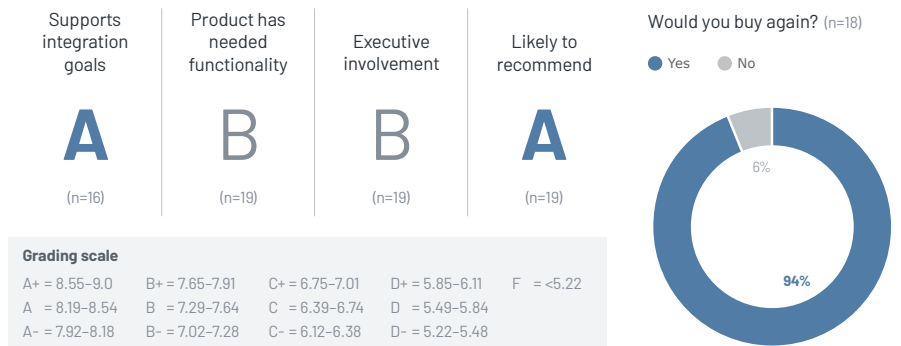 Supports
integration
goals
A
(n=16)
Product has
needed
functionality
B
(n=19)
Executive
involvement
B
(n=19)
Likely to
recommend
A
(n=19)
Grading scale
A+ = 8.55–9.0 B+ = 7.65–7.91 C+ = 6.75–7.01 D+ = 5.85–6.11 F = <5.22
A = 8.19–8.54 B = 7.29–7.64 C = 6.39–6.74 D = 5.49–5.84
A- = 7.92–8.18 B- = 7.02–7.28 C- = 6.12–6.38 D- = 5.22–5.48
Would you buy again? (n=18)
Yes No
6%
94%